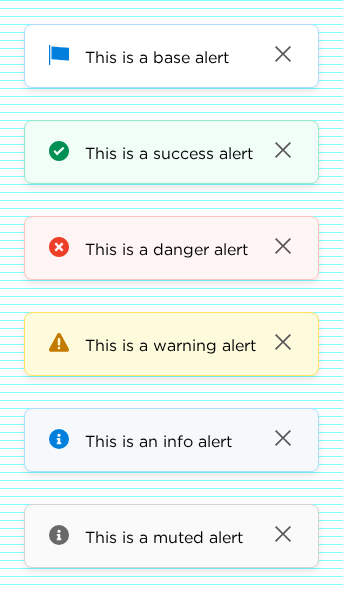 This is a base alert
This is a success alert
This is a danger alert
This is a warning alert
This is an info alert
This is a muted alert